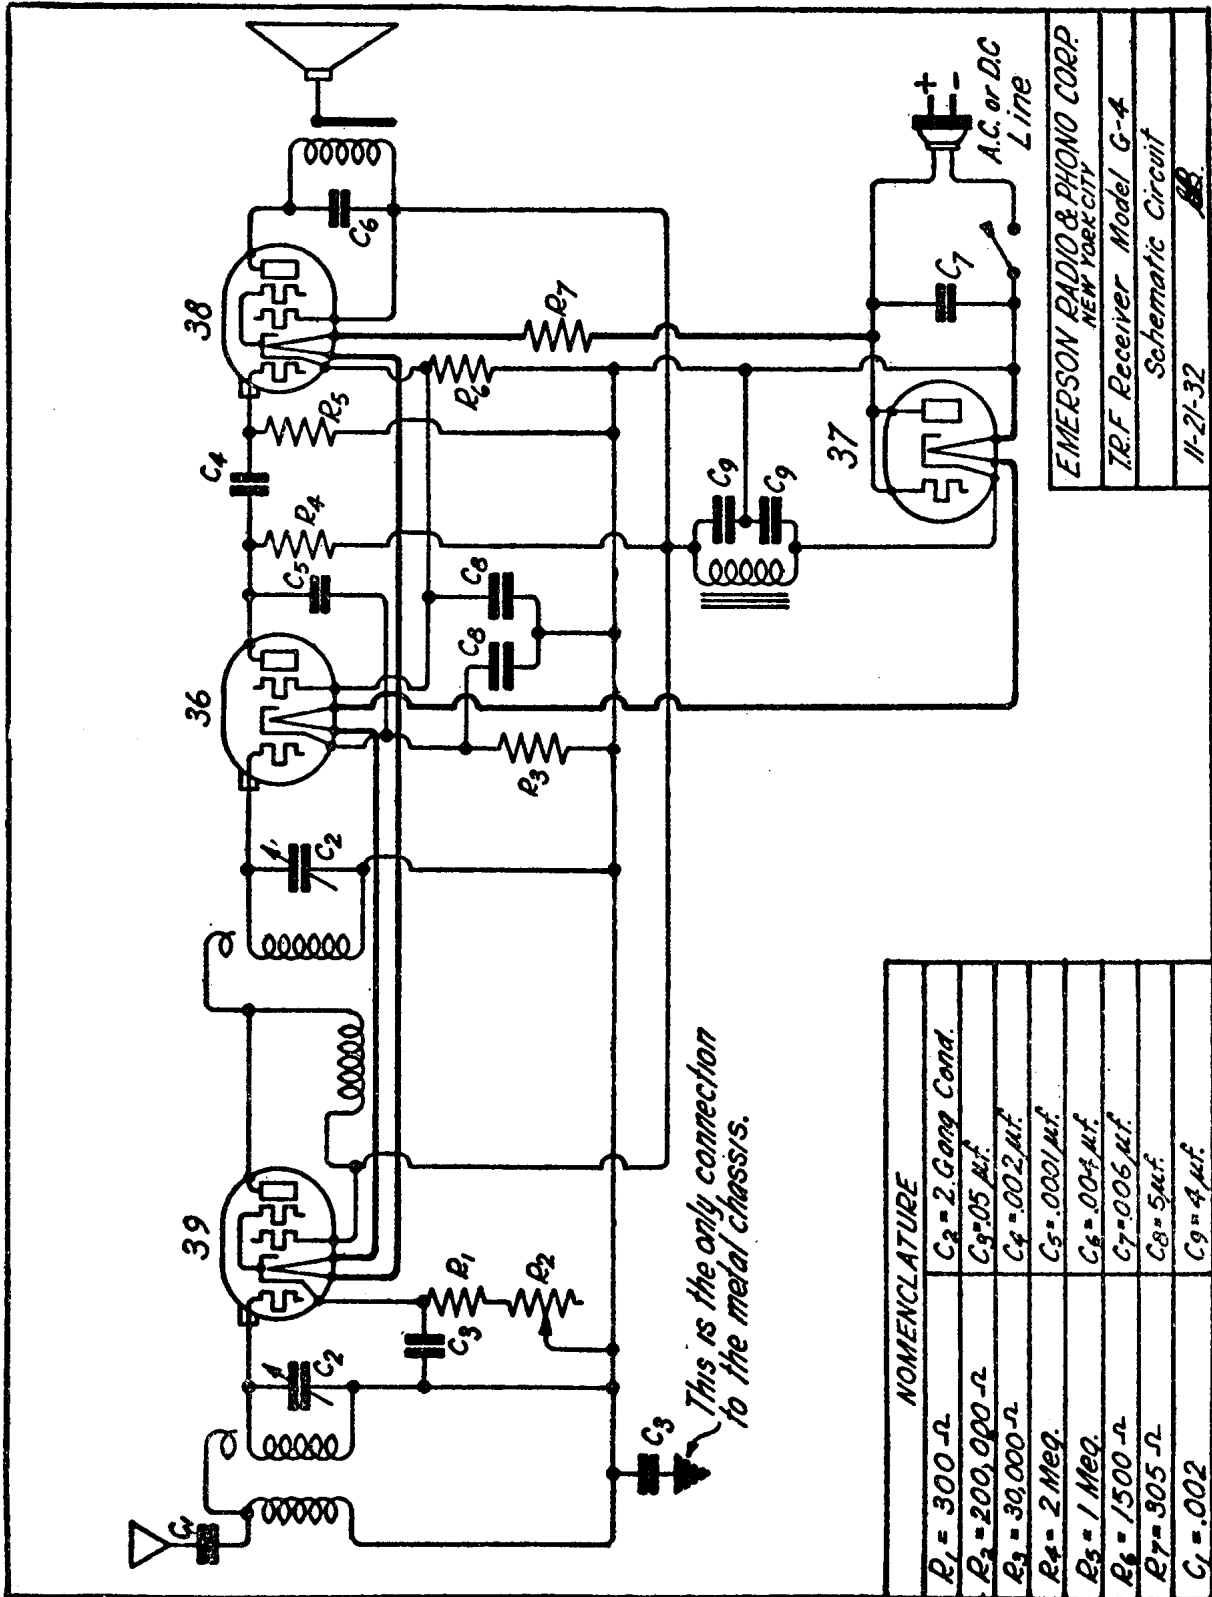 39
36
38
C1
C2
C2
C5
R4
C4
R5
C6
R1
C3
R2
R3
C8
C8
R6
R7
C3
This is the only connection
to the metal chassis.
C9
C9
37
C7
+
-
A.C. or D.C
Line
NOMENCLATURE
R1 = 300 Ω C2 = 2 Gang Cond.
R2 = 200,000 Ω C3 = .05 µf.
R3 = 30,000 Ω C4 = .002 µf.
R4 = 2 Meg. C5 = .0001 µf.
R5 = 1 Meg. C6 = .004 µf.
R6 = 1500 Ω C7 = .006 µf.
R7 = 305 Ω C8 = 5 µf.
C1 = .002 C9 = 4 µf.
EMERSON RADIO & PHONO CORP.
NEW YORK CITY
T.R.F Receiver Model G-4
Schematic Circuit
11-21-32